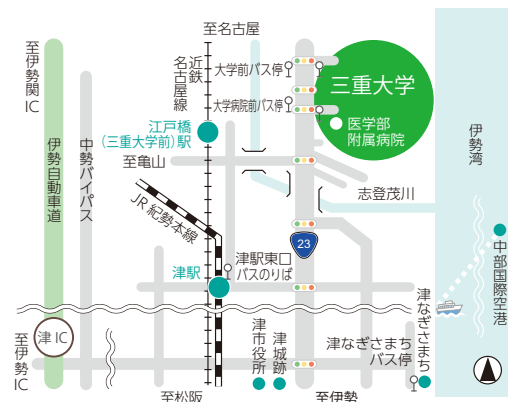 至名古屋
至伊勢関IC
近鉄
名古屋線
大学前バス停
三重大学
大学病院前バス停
医学部
附属病院
江戸橋
(三重大学前)駅
伊勢湾
伊勢自動車道
中勢バイパス
至亀山
志登茂川
JR紀勢本線
23
津駅東口
バスのりば
津駅
中部国際空港
津なぎさまち
津IC
至伊勢IC
津市役所
津城跡
津なぎさまち
バス停
至松阪
至伊勢